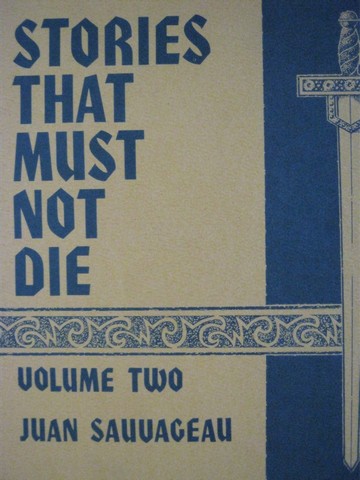 STORIES
THAT
MUST
NOT
DIE
VOLUME TWO
JUAN SAUVAGEAU